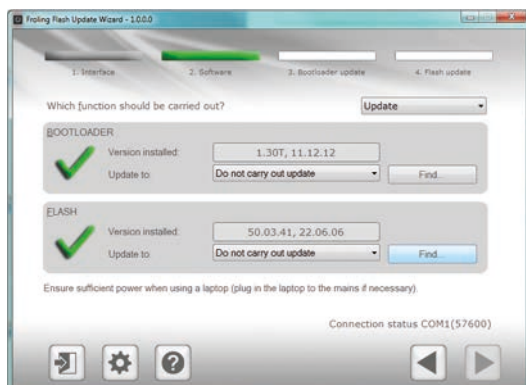 Froling Flash Update Wizard - 1.0.0.0
1. Interface
2. Software
3. Bootloader update
4. Flash update
Which function should be carried out?
Update
BOOTLOADER
Version installed:
1.30T, 11.12.12
Update to:
Do not carry out update
Find...
FLASH
Version installed:
50.03.41, 22.06.06
Update to:
Do not carry out update
Find...
Ensure sufficient power when using a laptop (plug in the laptop to the mains if necessary).
Connection status COM1(57600)